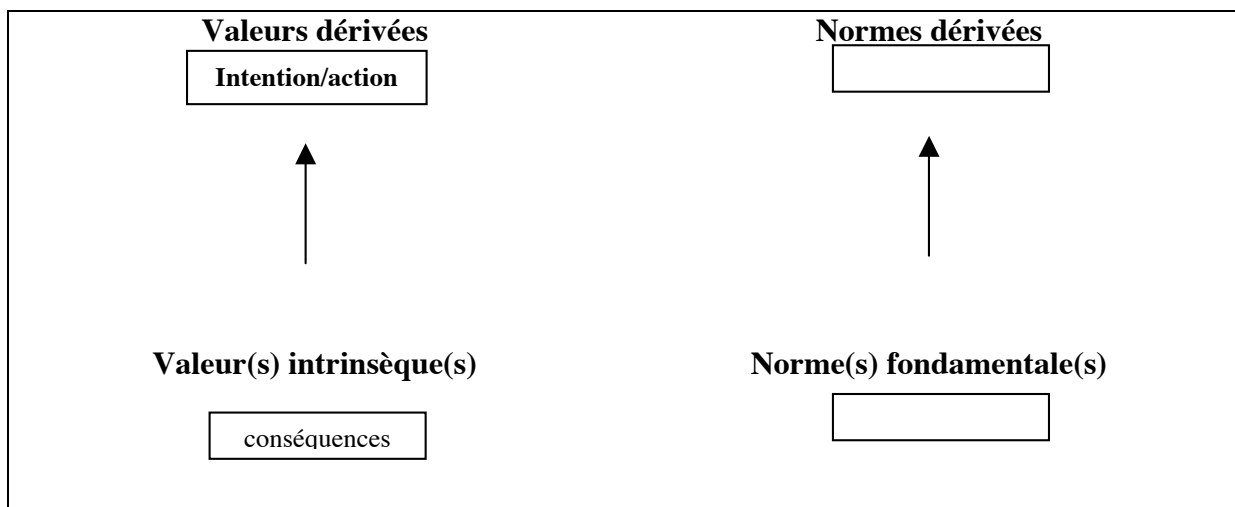 Valeurs dérivées
Normes dérivées
Intention/action
Valeur(s) intrinsèque(s)
Norme(s) fondamentale(s)
conséquences